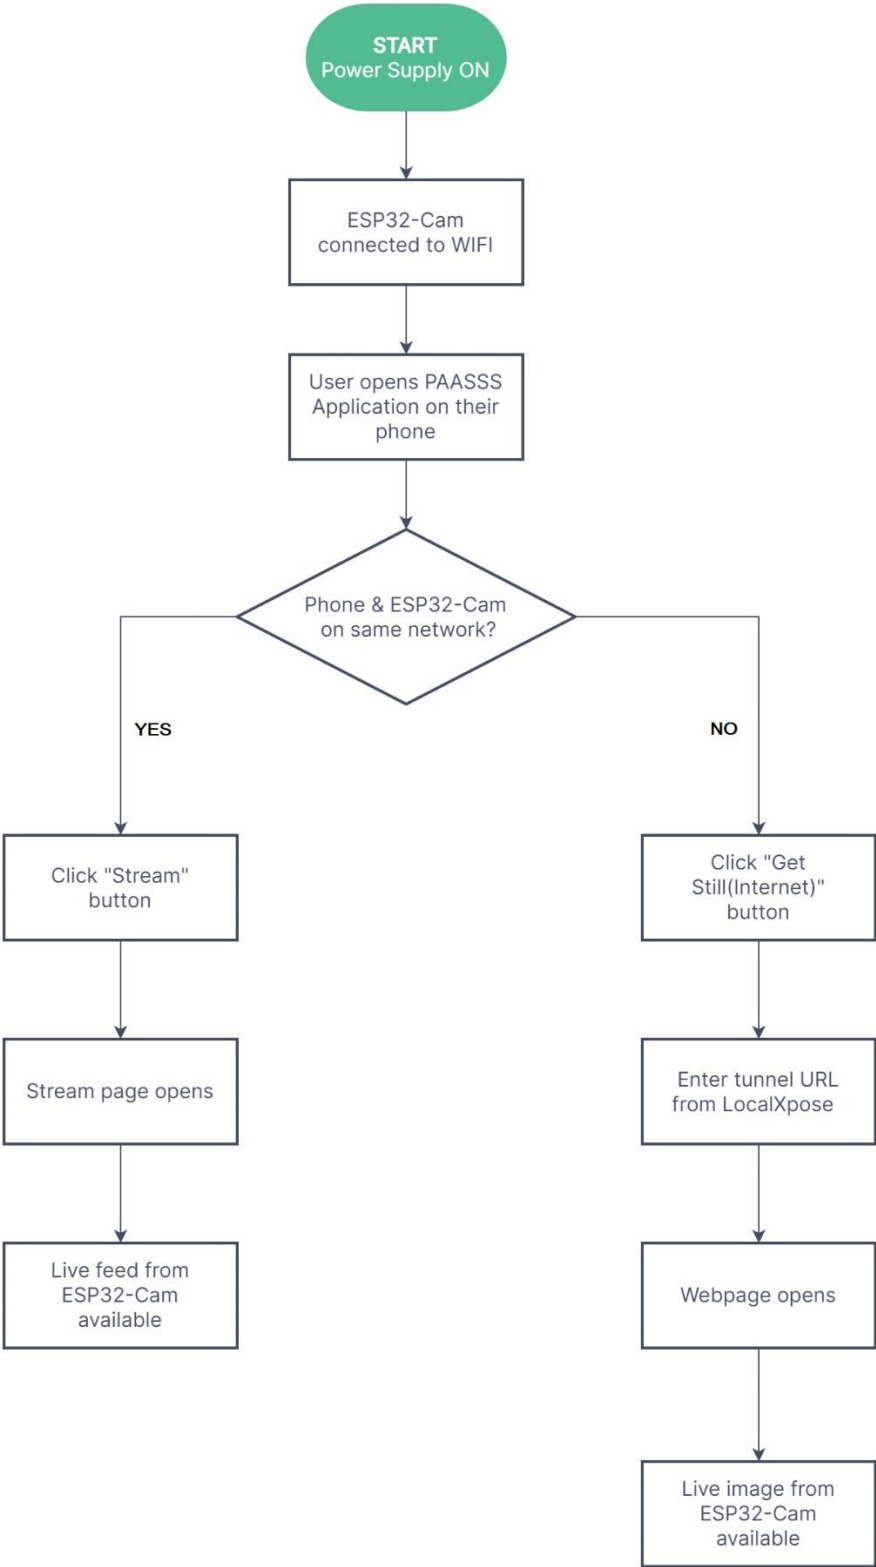 START
Power Supply ON
ESP32-Cam
connected to WIFI
User opens PAASSS
Application on their
phone
Phone & ESP32-Cam
on same network?
YES
NO
Click "Stream"
button
Click "Get
Still(Internet)"
button
Stream page opens
Enter tunnel URL
from LocalXpose
Live feed from
ESP32-Cam
available
Webpage opens
Live image from
ESP32-Cam
available